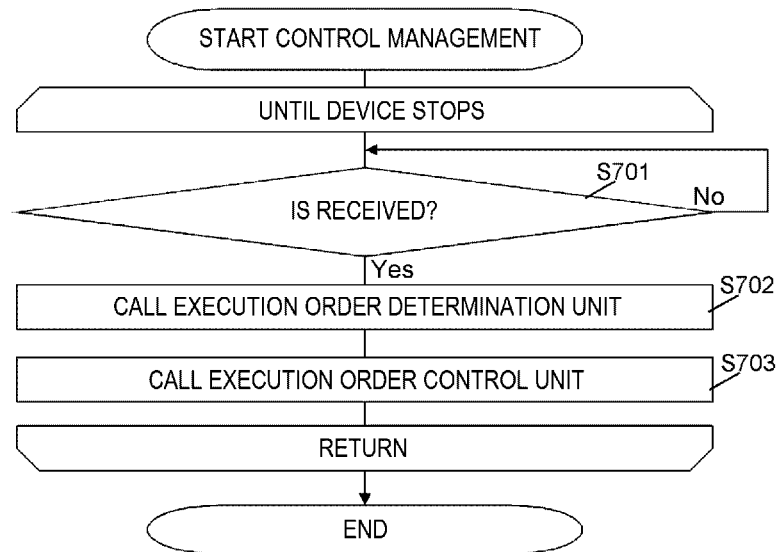 START CONTROL MANAGEMENT
UNTIL DEVICE STOPS
S701
IS RECEIVED?
No
Yes
S702
CALL EXECUTION ORDER DETERMINATION UNIT
S703
CALL EXECUTION ORDER CONTROL UNIT
RETURN
END